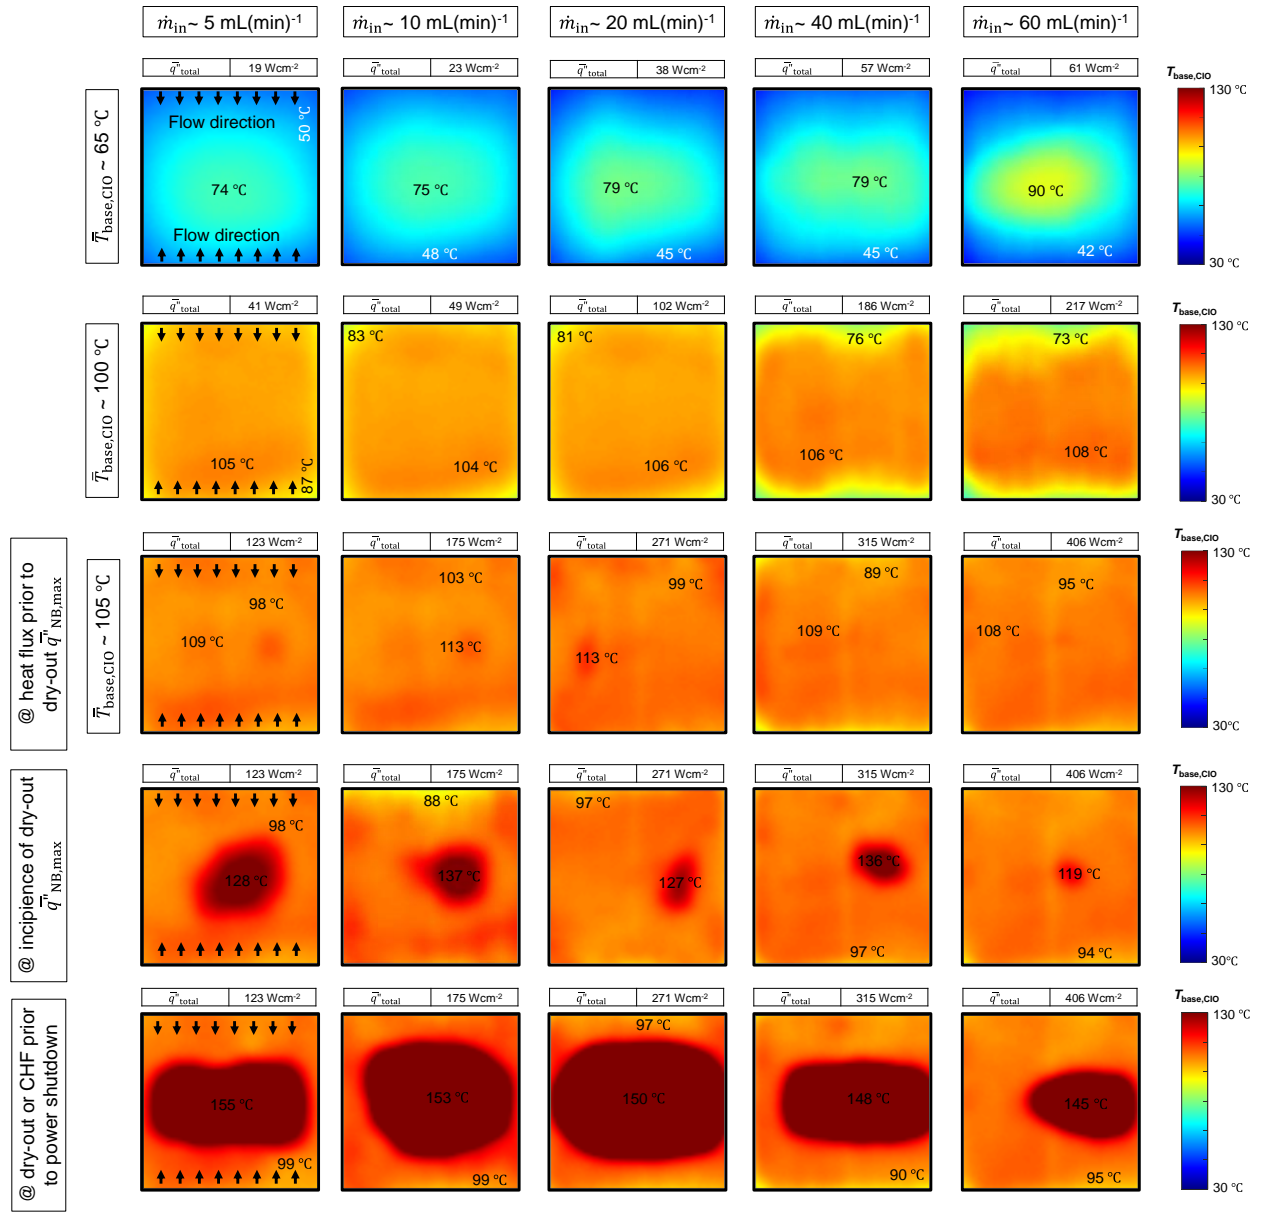 ṁin~ 5 mL(min)-1
ṁin~ 10 mL(min)-1
ṁin~ 20 mL(min)-1
ṁin~ 40 mL(min)-1
ṁin~ 60 mL(min)-1
q̅"total 19 Wcm-2
q̅"total 23 Wcm-2
q̅"total 38 Wcm-2
q̅"total 57 Wcm-2
q̅"total 61 Wcm-2
T̅base,CIO ~ 65 °C
Flow direction
50 °C
74 °C
Flow direction
75 °C
48 °C
79 °C
45 °C
79 °C
45 °C
90 °C
42 °C
Tbase,CIO
130 °C
30 °C
q̅"total 41 Wcm-2
q̅"total 49 Wcm-2
q̅"total 102 Wcm-2
q̅"total 186 Wcm-2
q̅"total 217 Wcm-2
T̅base,CIO ~ 100 °C
105 °C
87 °C
83 °C
104 °C
81 °C
106 °C
76 °C
106 °C
73 °C
108 °C
Tbase,CIO
130 °C
30 °C
q̅"total 123 Wcm-2
q̅"total 175 Wcm-2
q̅"total 271 Wcm-2
q̅"total 315 Wcm-2
q̅"total 406 Wcm-2
@ heat flux prior to
dry-out q̅"NB,max
T̅base,CIO ~ 105 °C
98 °C
109 °C
103 °C
113 °C
99 °C
113 °C
89 °C
109 °C
95 °C
108 °C
Tbase,CIO
130 °C
30°C
q̅"total 123 Wcm-2
q̅"total 175 Wcm-2
q̅"total 271 Wcm-2
q̅"total 315 Wcm-2
q̅"total 406 Wcm-2
@ incipience of dry-out
q̅"NB,max
98 °C
128 °C
88 °C
137 °C
97 °C
127 °C
136 °C
97 °C
119 °C
94 °C
Tbase,CIO
130 °C
30°C
q̅"total 123 Wcm-2
q̅"total 175 Wcm-2
q̅"total 271 Wcm-2
q̅"total 315 Wcm-2
q̅"total 406 Wcm-2
@ dry-out or CHF prior
to power shutdown
155 °C
99 °C
153 °C
99 °C
97 °C
150 °C
148 °C
90 °C
145 °C
95 °C
Tbase,CIO
130 °C
30 °C